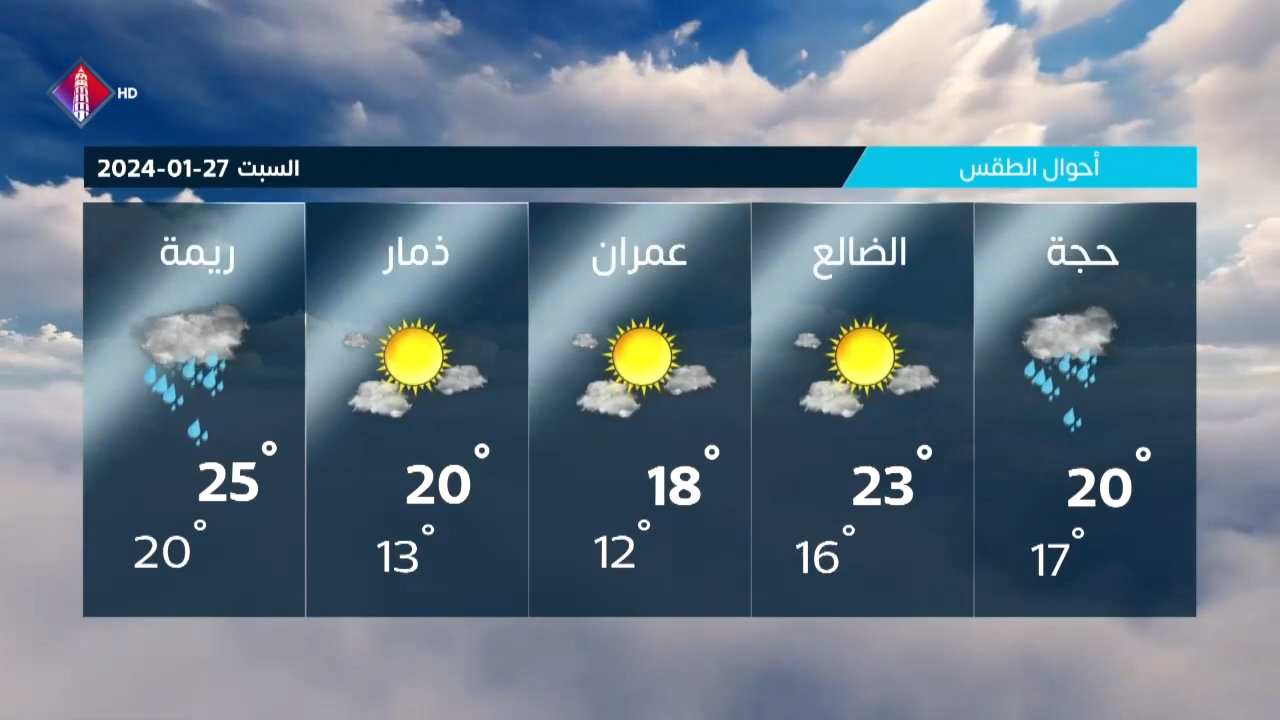 HD
أحوال الطقس
السبت 27-01-2024
حجة
الضالع
عمران
ذمار
ريمة
20°
23°
18°
20°
25°
17°
16°
12°
13°
20°